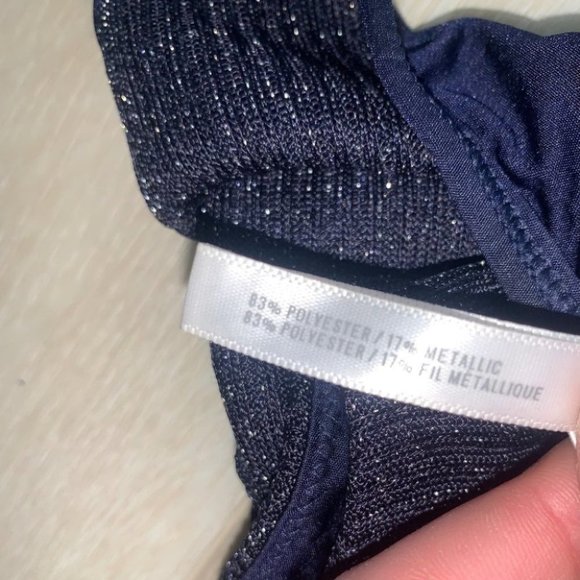 83% POLYESTER / 17% METALLIC
83% POLYESTER / 17% FIL MÉTALLIQUE